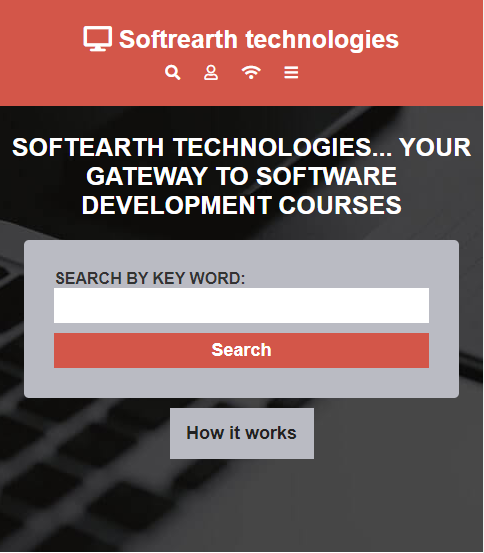 Softrearth technologies
SOFTEARTH TECHNOLOGIES... YOUR
GATEWAY TO SOFTWARE
DEVELOPMENT COURSES
SEARCH BY KEY WORD:
Search
How it works